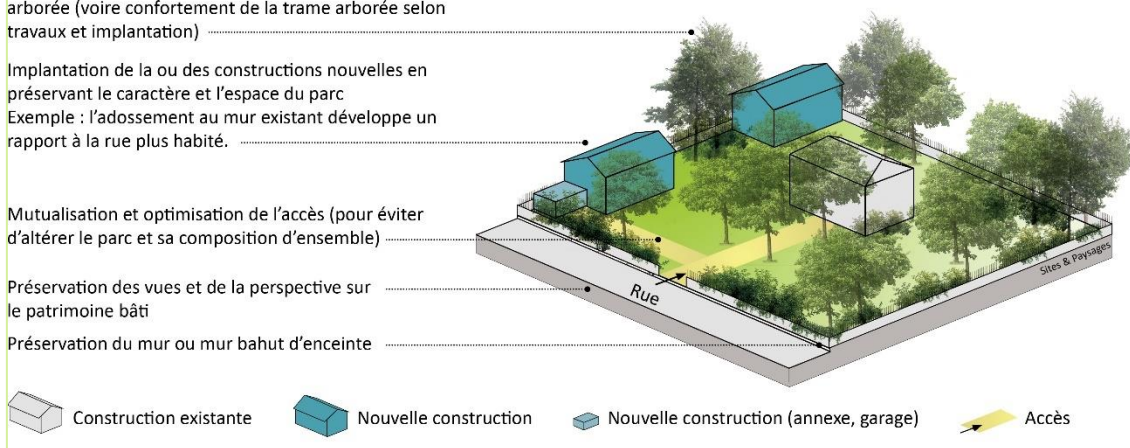 arborée (voire confortement de la trame arborée selon
travaux et implantation)
Implantation de la ou des constructions nouvelles en
préservant le caractère et l'espace du parc
Exemple : l'adossement au mur existant développe un
rapport à la rue plus habité.
Mutualisation et optimisation de l'accès (pour éviter
d'altérer le parc et sa composition d'ensemble)
Préservation des vues et de la perspective sur
le patrimoine bâti
Préservation du mur ou mur bahut d'enceinte
Rue
Sites & Paysages
Construction existante
Nouvelle construction
Nouvelle construction (annexe, garage)
Accès